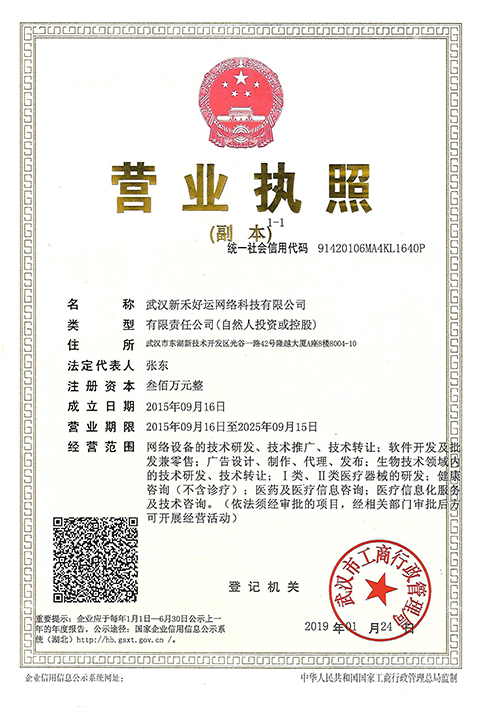 营业执照
(副 本)
1-1
统一社会信用代码 91420106MA4KL1640P
名 称 武汉新禾好运网络科技有限公司
类 型 有限责任公司(自然人投资或控股)
住 所 武汉市东湖新技术开发区光谷一路42号隆越大厦A座8楼8004-10
法定代表人 张东
注册资本 叁佰万元整
成立日期 2015年09月16日
营业期限 2015年09月16日至2025年09月15日
经营范围 网络设备的技术研发、技术推广、技术转让；软件开发及批
发兼零售；广告设计、制作、代理、发布；生物技术领域内
的技术研发、技术转让；Ⅰ类、Ⅱ类医疗器械的研发；健康
咨询（不含诊疗）；医药及医疗信息咨询；医疗信息化服务
及技术咨询。（依法须经审批的项目，经相关部门审批后方
可开展经营活动）
登记机关
武汉市工商行政管理局
2019年01月24日
重要提示：企业应于每年1月1日—6月30日公示上一
年的年度报告，公示途径：国家企业信用信息公示系
统（湖北）http://hb.gsxt.gov.cn /。
企业信用信息公示系统网址：
中华人民共和国国家工商行政管理总局监制